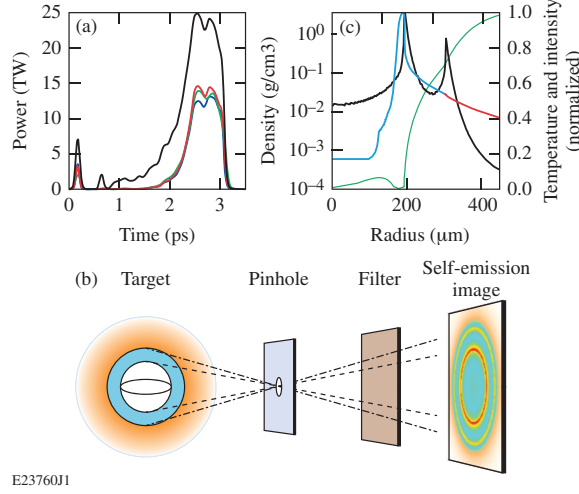 (a)
Power (TW)
25
20
15
10
5
0
0 1 2 3
Time (ps)
(c)
Density (g/cm3)
10⁰
10⁻¹
10⁻²
10⁻³
10⁻⁴
0 200 400
Radius (μm)
1.0
0.8
0.6
0.4
0.2
0.0
Temperature and intensity
(normalized)
(b)
Target
Pinhole
Filter
Self-emission
image
E23760J1